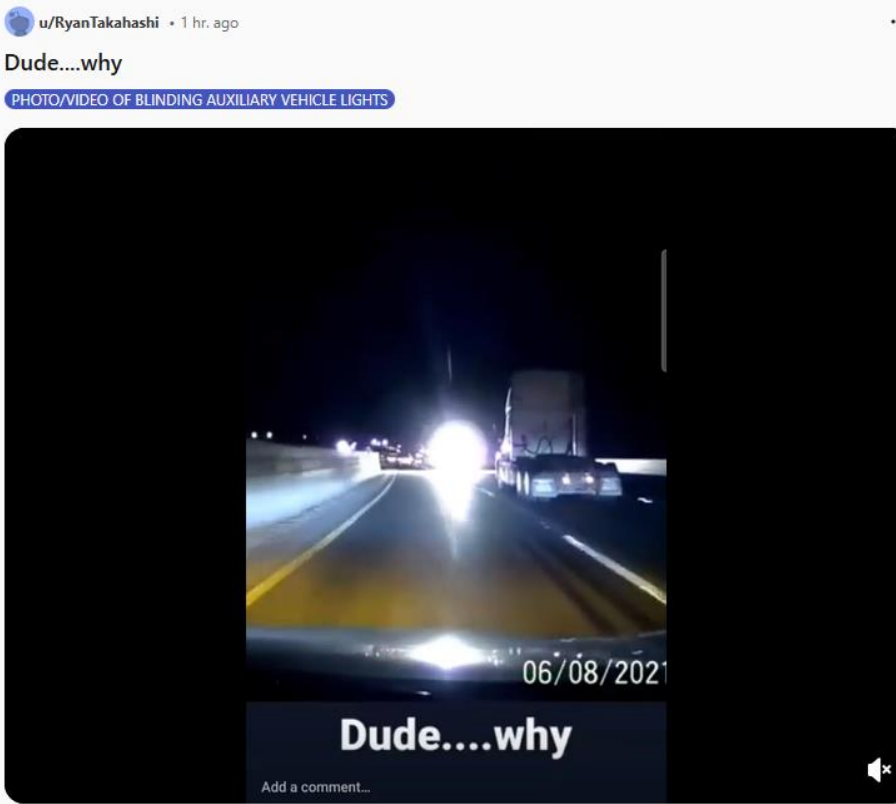 u/RyanTakahashi • 1 hr. ago
Dude....why
PHOTO/VIDEO OF BLINDING AUXILIARY VEHICLE LIGHTS
06/08/2021
Dude....why
Add a comment...